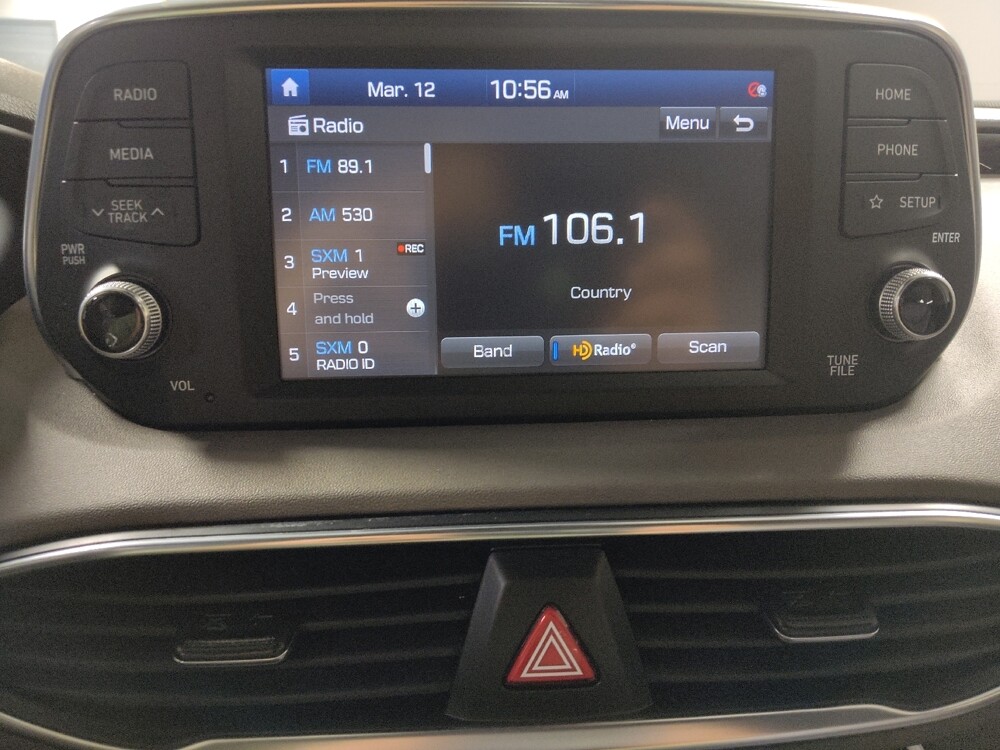 RADIO
MEDIA
SEEK
TRACK
PWR
PUSH
VOL
Mar. 12 10:56 AM
Radio
Menu
1 FM 89.1
2 AM 530
3 SXM 1 REC
Preview
4 Press
and hold
5 SXM 0
RADIO ID
FM 106.1
Country
Band
HD Radio®
Scan
HOME
PHONE
SETUP
ENTER
TUNE
FILE